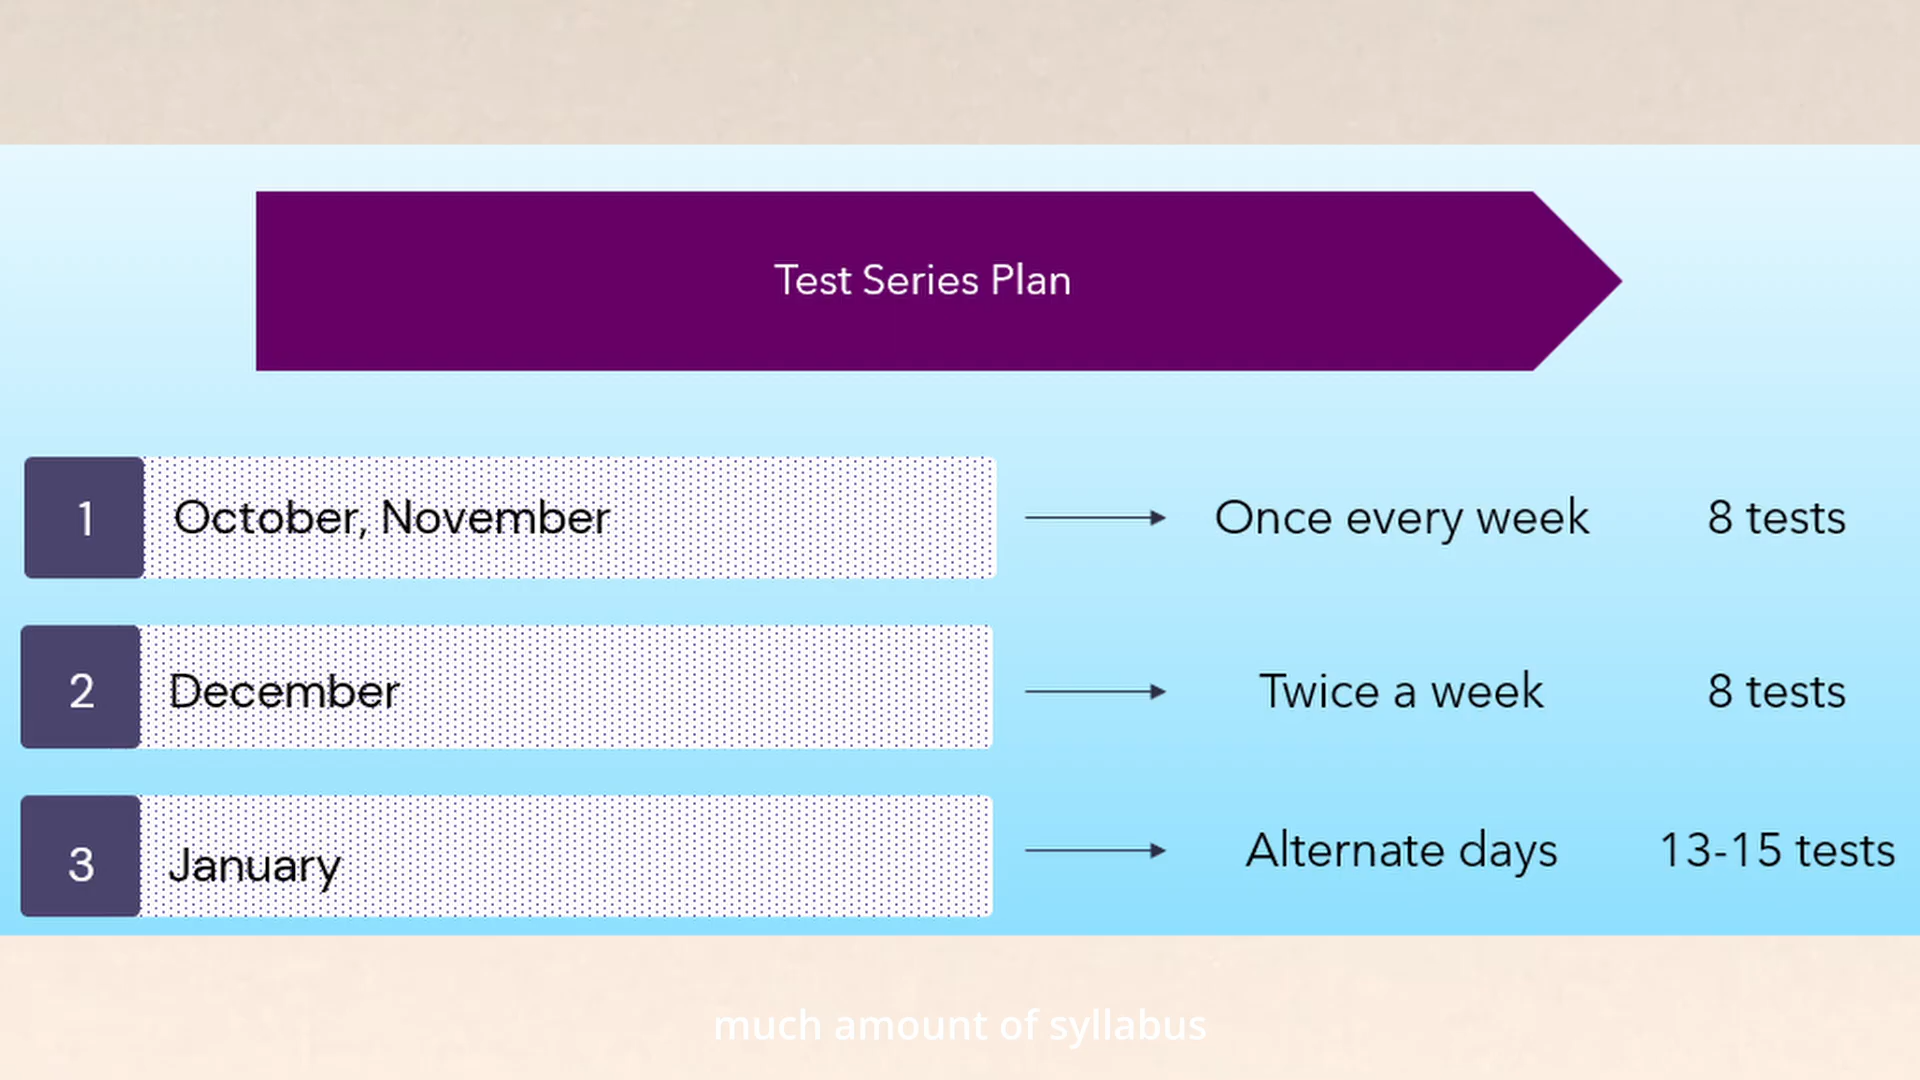 Test Series Plan
1 October, November Once every week 8 tests
2 December Twice a week 8 tests
3 January Alternate days 13-15 tests
much amount of syllabus